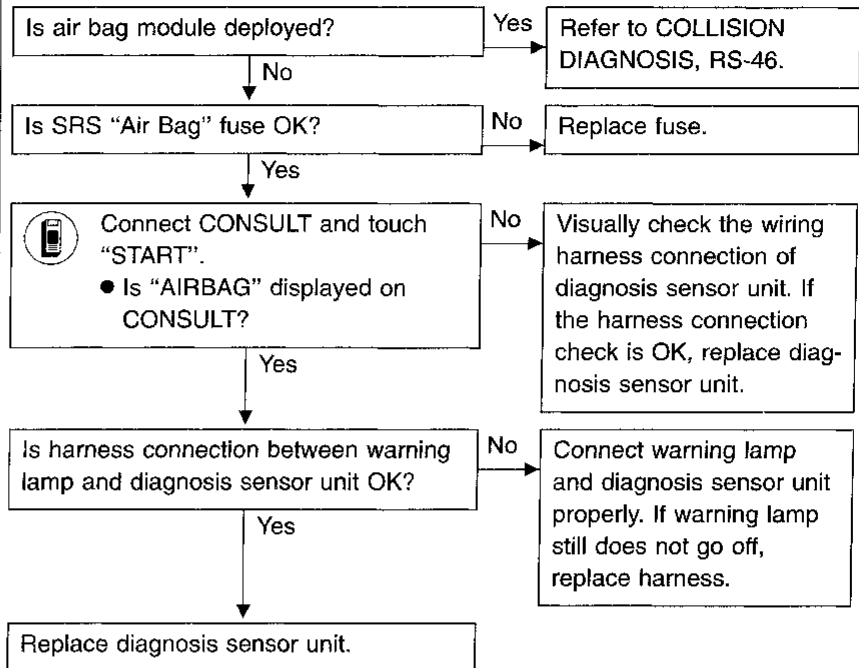 Is air bag module deployed?
Yes
Refer to COLLISION
DIAGNOSIS, RS-46.
No
Is SRS “Air Bag” fuse OK?
No
Replace fuse.
Yes
Connect CONSULT and touch
“START”.
● Is “AIRBAG” displayed on
CONSULT?
No
Visually check the wiring
harness connection of
diagnosis sensor unit. If
the harness connection
check is OK, replace diag-
nosis sensor unit.
Yes
Is harness connection between warning
lamp and diagnosis sensor unit OK?
No
Connect warning lamp
and diagnosis sensor unit
properly. If warning lamp
still does not go off,
replace harness.
Yes
Replace diagnosis sensor unit.